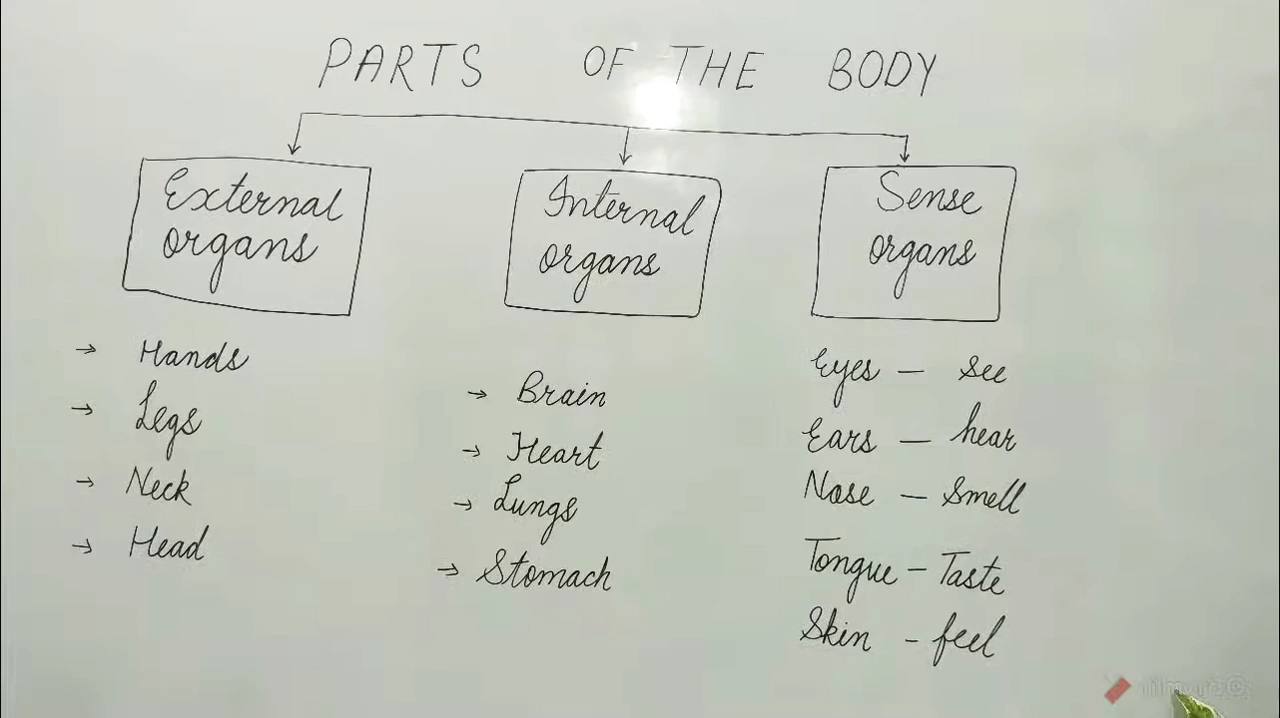 PARTS OF THE BODY
External
organs
→ Hands
→ Legs
→ Neck
→ Head
Internal
organs
→ Brain
→ Heart
→ Lungs
→ Stomach
Sense
organs
Eyes – see
Ears – hear
Nose – smell
Tongue – Taste
Skin – feel